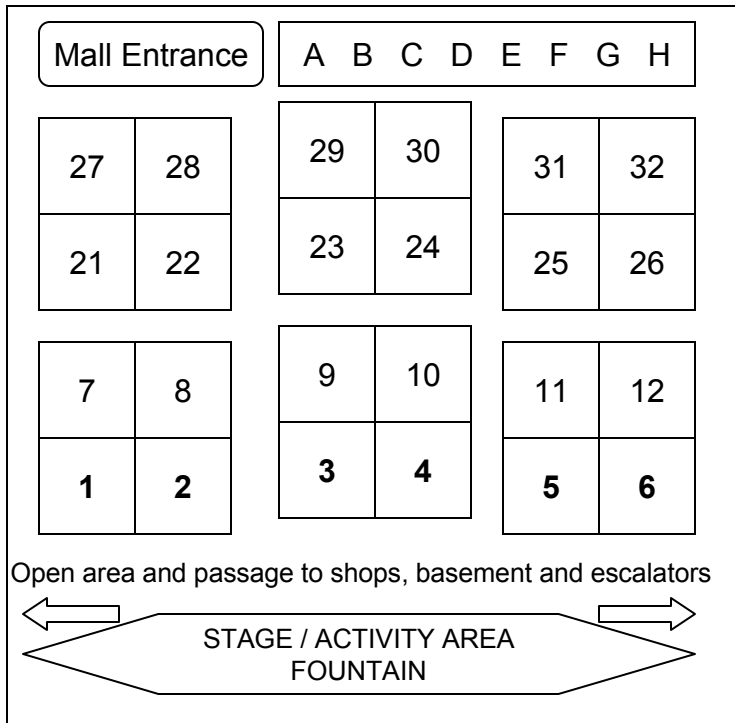 Mall Entrance
A B C D E F G H
27 28 29 30 31 32
21 22 23 24 25 26
7 8 9 10 11 12
1 2 3 4 5 6
Open area and passage to shops, basement and escalators
STAGE / ACTIVITY AREA
FOUNTAIN